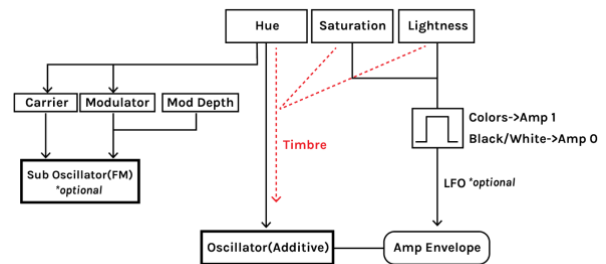 Hue
Saturation
Lightness
Carrier
Modulator
Mod Depth
Colors->Amp 1
Black/White->Amp 0
Timbre
Sub Oscillator(FM)
*optional
LFO *optional
Oscillator(Additive)
Amp Envelope